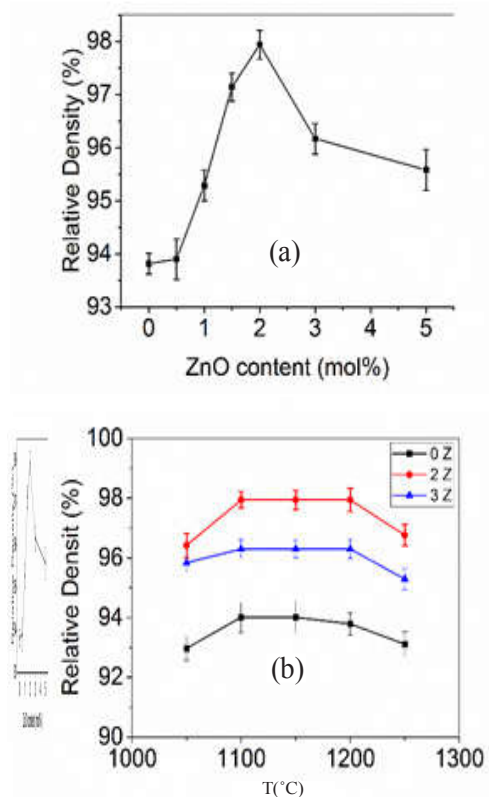 98
97
96
95
94
93
Relative Density (%)
(a)
0 1 2 3 4 5
ZnO content (mol%)
100
98
96
94
92
90
Relative Densit (%)
0 Z
2 Z
3 Z
(b)
1000 1100 1200 1300
T(°C)